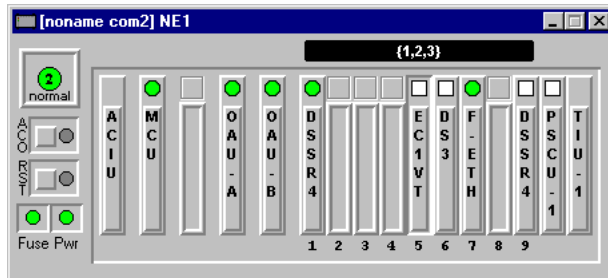 [noname com2] NE1
{1,2,3}
2
normal
ACO
RST
Fuse Pwr
ACIU
MCU
OAU-A
OAU-B
DSSR4
EC1VT
DS3
F-ETH
DSSR4
PSCU-1
TIU-1
1 2 3 4 5 6 7 8 9